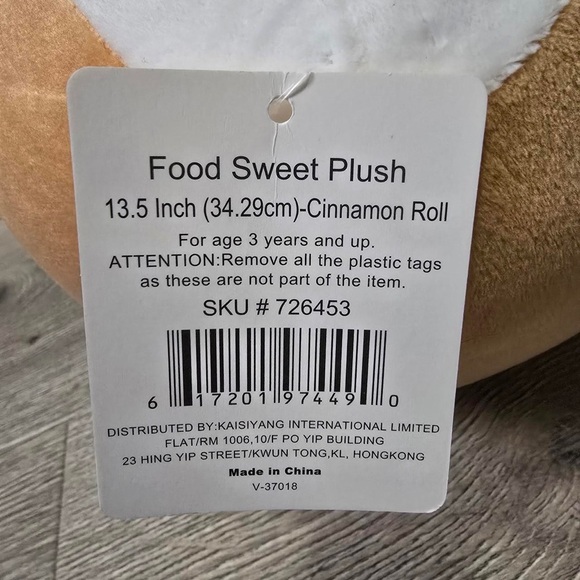 Food Sweet Plush
13.5 Inch (34.29cm)-Cinnamon Roll
For age 3 years and up.
ATTENTION:Remove all the plastic tags
as these are not part of the item.
SKU # 726453
6 17201 97449 0
DISTRIBUTED BY:KAISIYANG INTERNATIONAL LIMITED
FLAT/RM 1006,10/F PO YIP BUILDING
23 HING YIP STREET/KWUN TONG,KL, HONGKONG
Made in China
V-37018